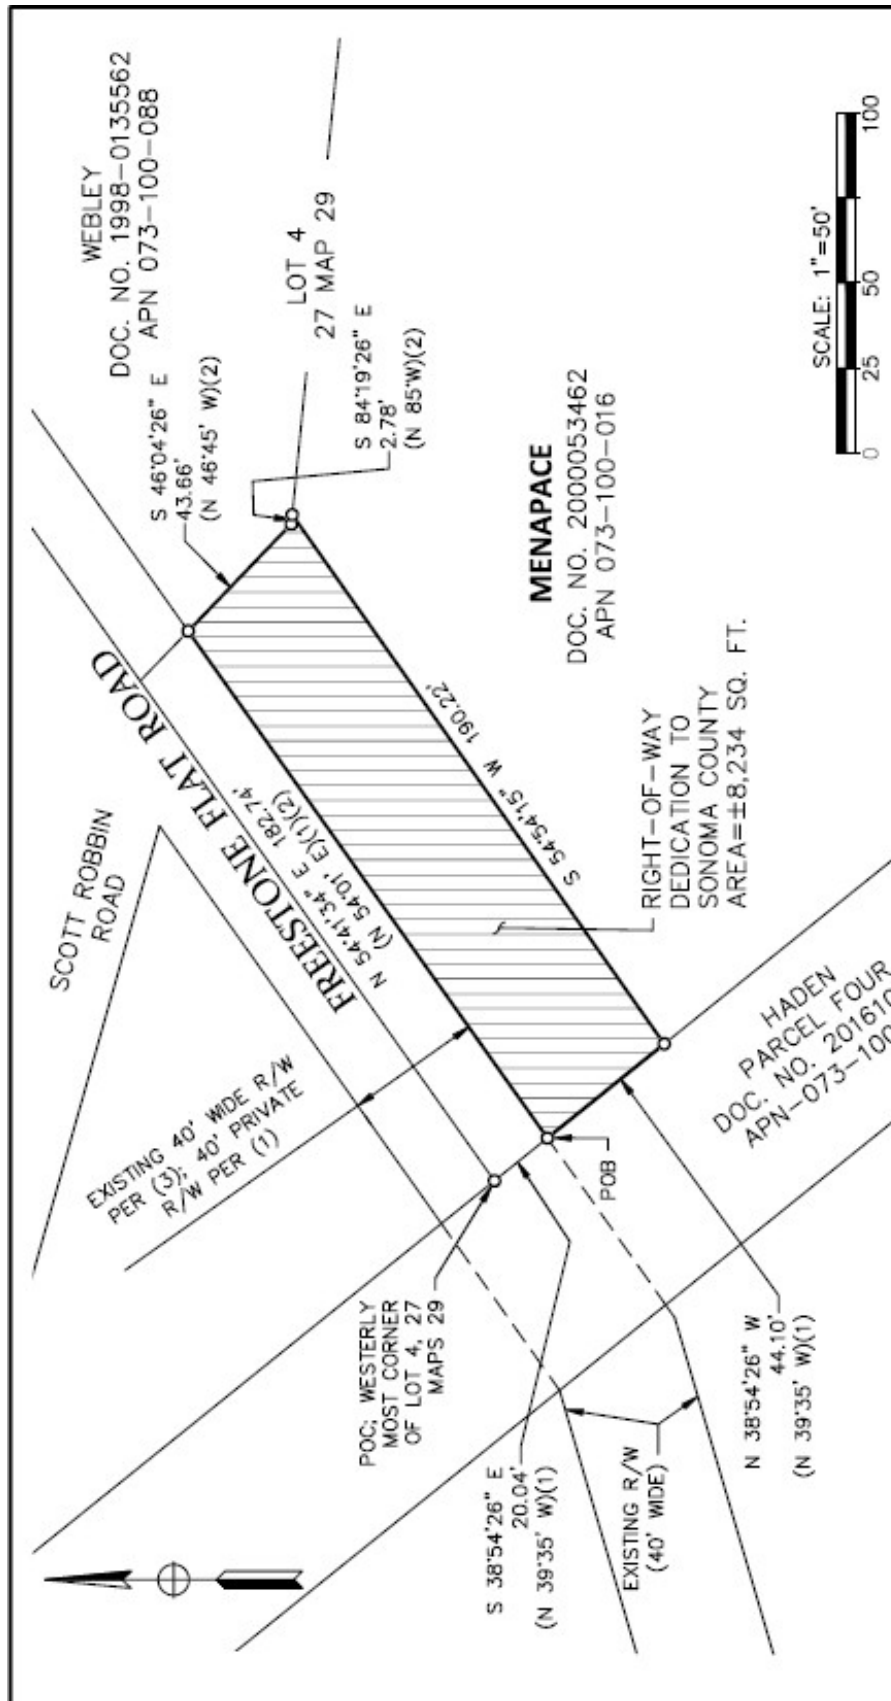 WEBLEY
DOC. NO. 1998-0135562
APN 073-100-088
S 46°04'26" E
43.66'
(N 46°45' W)(2)
LOT 4
27 MAP 29
S 84°19'26" E
2.78'
(N 85°W)(2)
SCOTT ROBBIN
ROAD
FREESTONE FLAT ROAD
N 54°41'34" E 182.74'
(N 54°01' E)(1)(2)
EXISTING 40' WIDE R/W
PER (3); 40' PRIVATE
R/W PER (1)
S 54°54'15" W 190.22'
MENAPACE
DOC. NO. 2000053462
APN 073-100-016
RIGHT-OF-WAY
DEDICATION TO
SONOMA COUNTY
AREA=±8,234 SQ. FT.
POC; WESTERLY
MOST CORNER
OF LOT 4, 27
MAPS 29
POB
HADEN
PARCEL FOUR
DOC. NO. 201610
APN-073-100
S 38°54'26" E
20.04'
(N 39°35' W)(1)
EXISTING R/W
(40' WIDE)
N 38°54'26" W
44.10'
(N 39°35' W)(1)
SCALE: 1"=50'
0 25 50 100